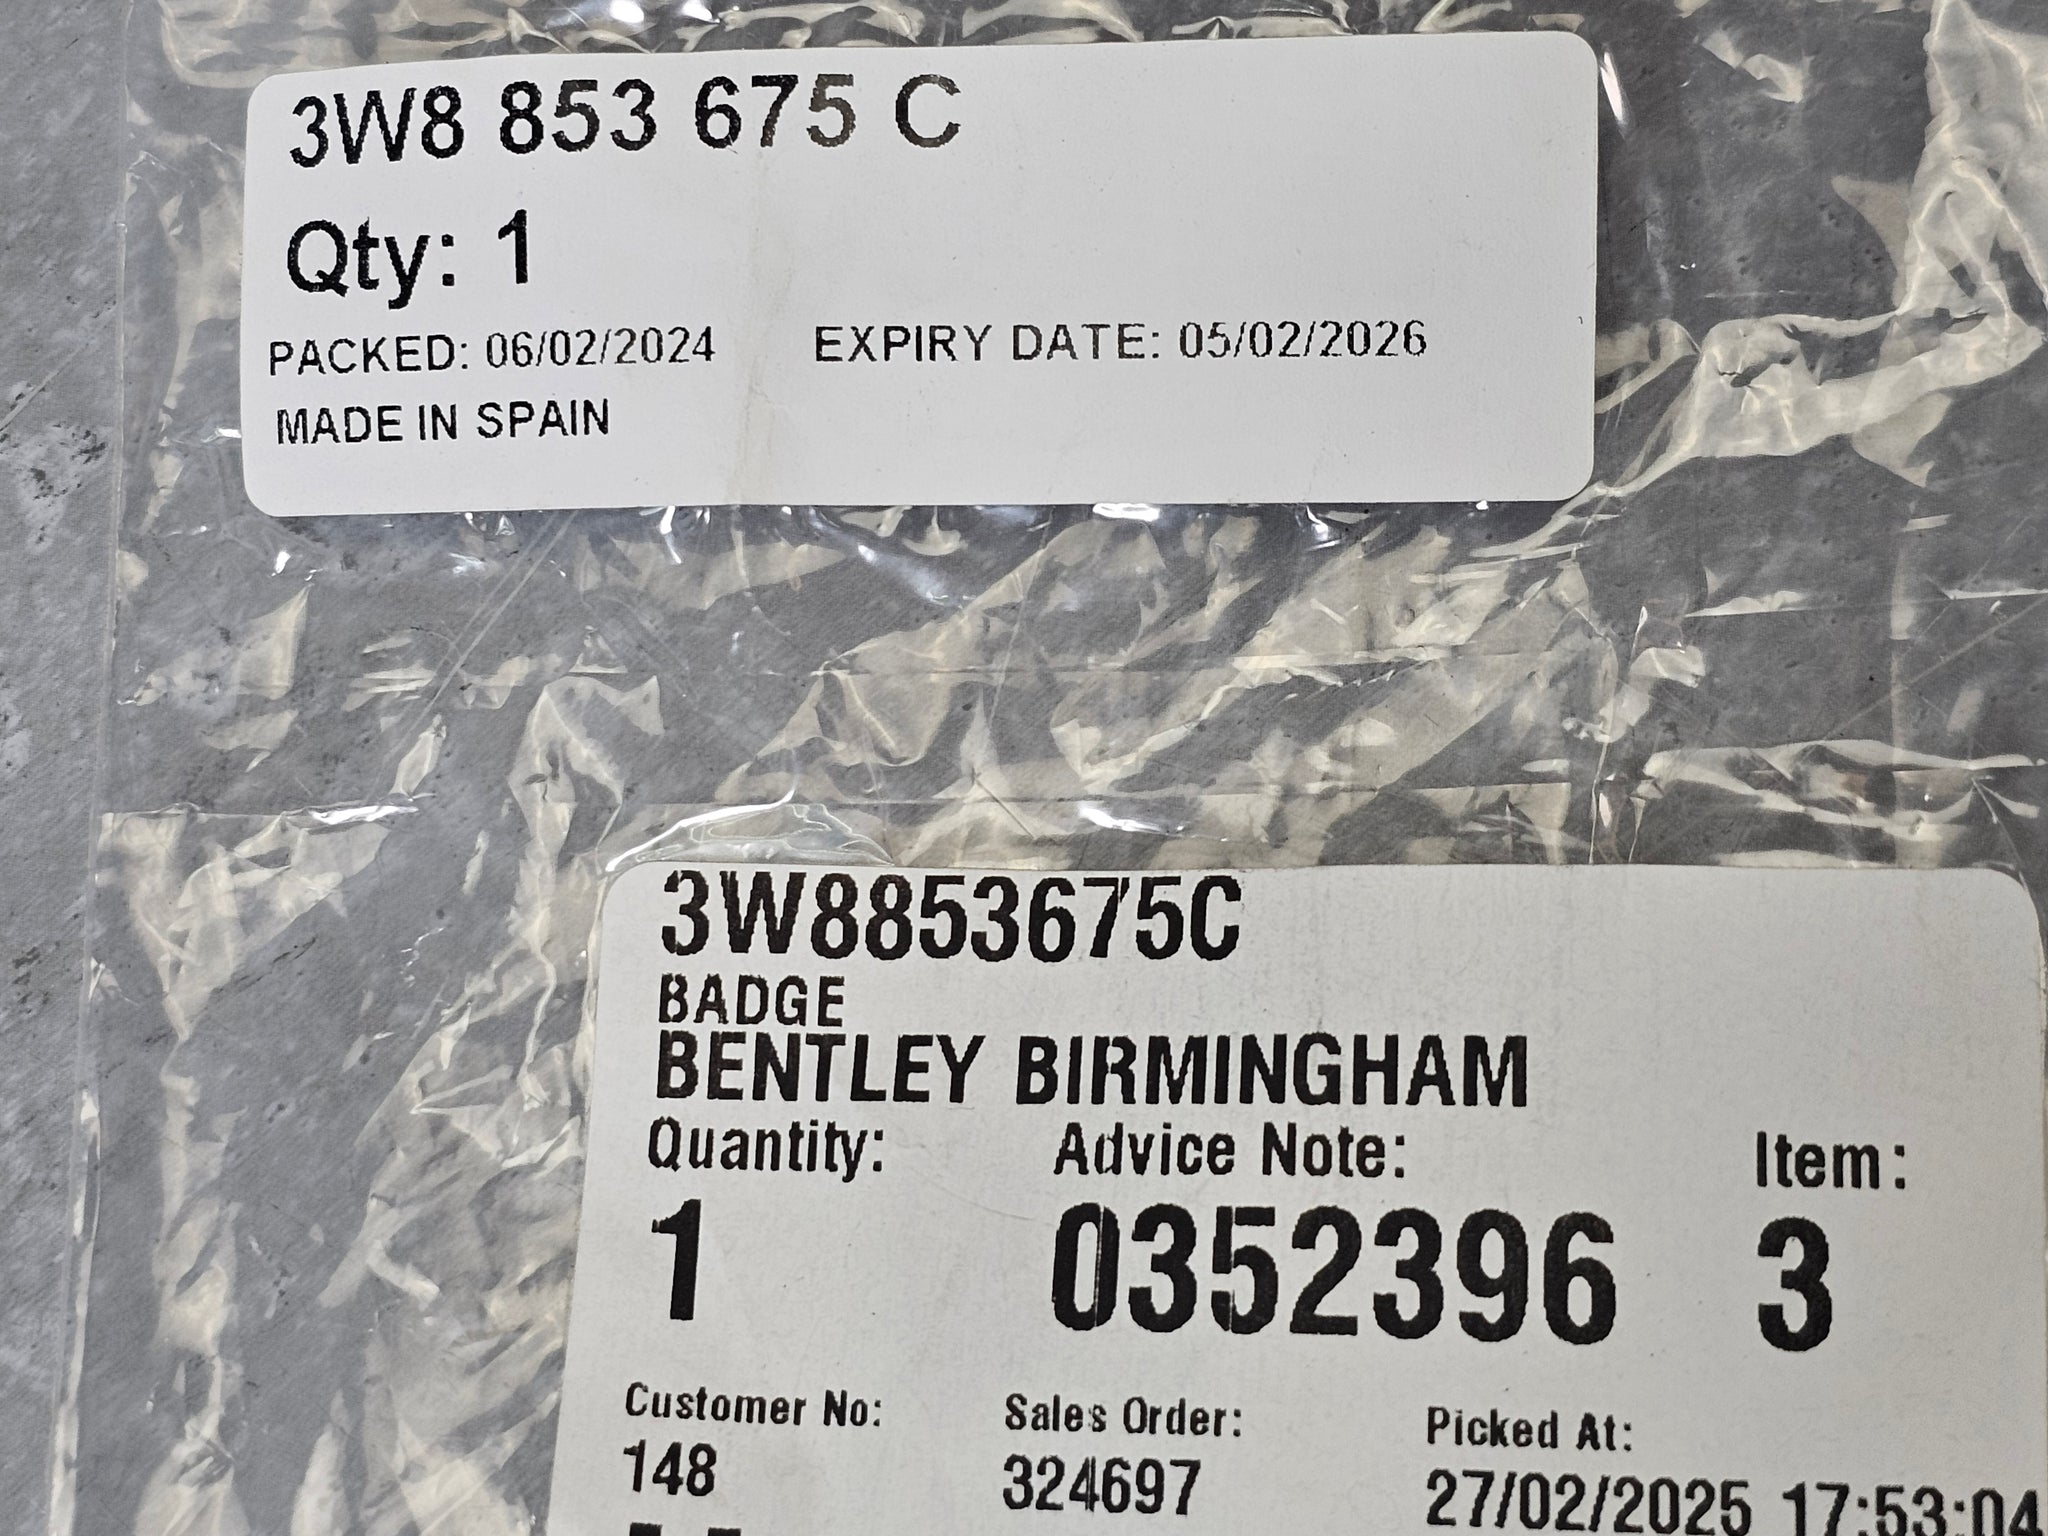 3W8 853 675 C
Qty: 1
PACKED: 06/02/2024 EXPIRY DATE: 05/02/2026
MADE IN SPAIN
3W8853675C
BADGE
BENTLEY BIRMINGHAM
Quantity: Advice Note: Item:
1 0352396 3
Customer No: Sales Order: Picked At:
148 324697 27/02/2025 17:53:04